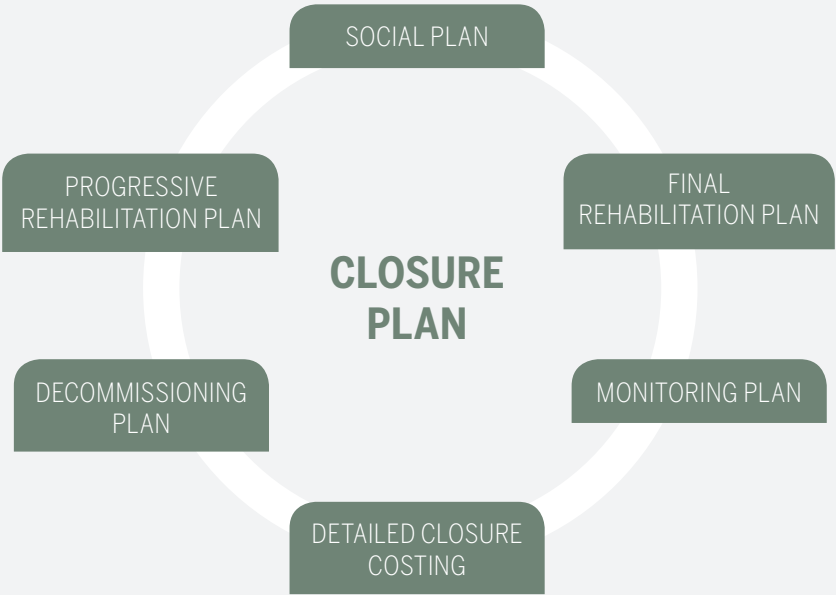 SOCIAL PLAN
PROGRESSIVE
REHABILITATION PLAN
FINAL
REHABILITATION PLAN
CLOSURE
PLAN
DECOMMISSIONING
PLAN
MONITORING PLAN
DETAILED CLOSURE
COSTING